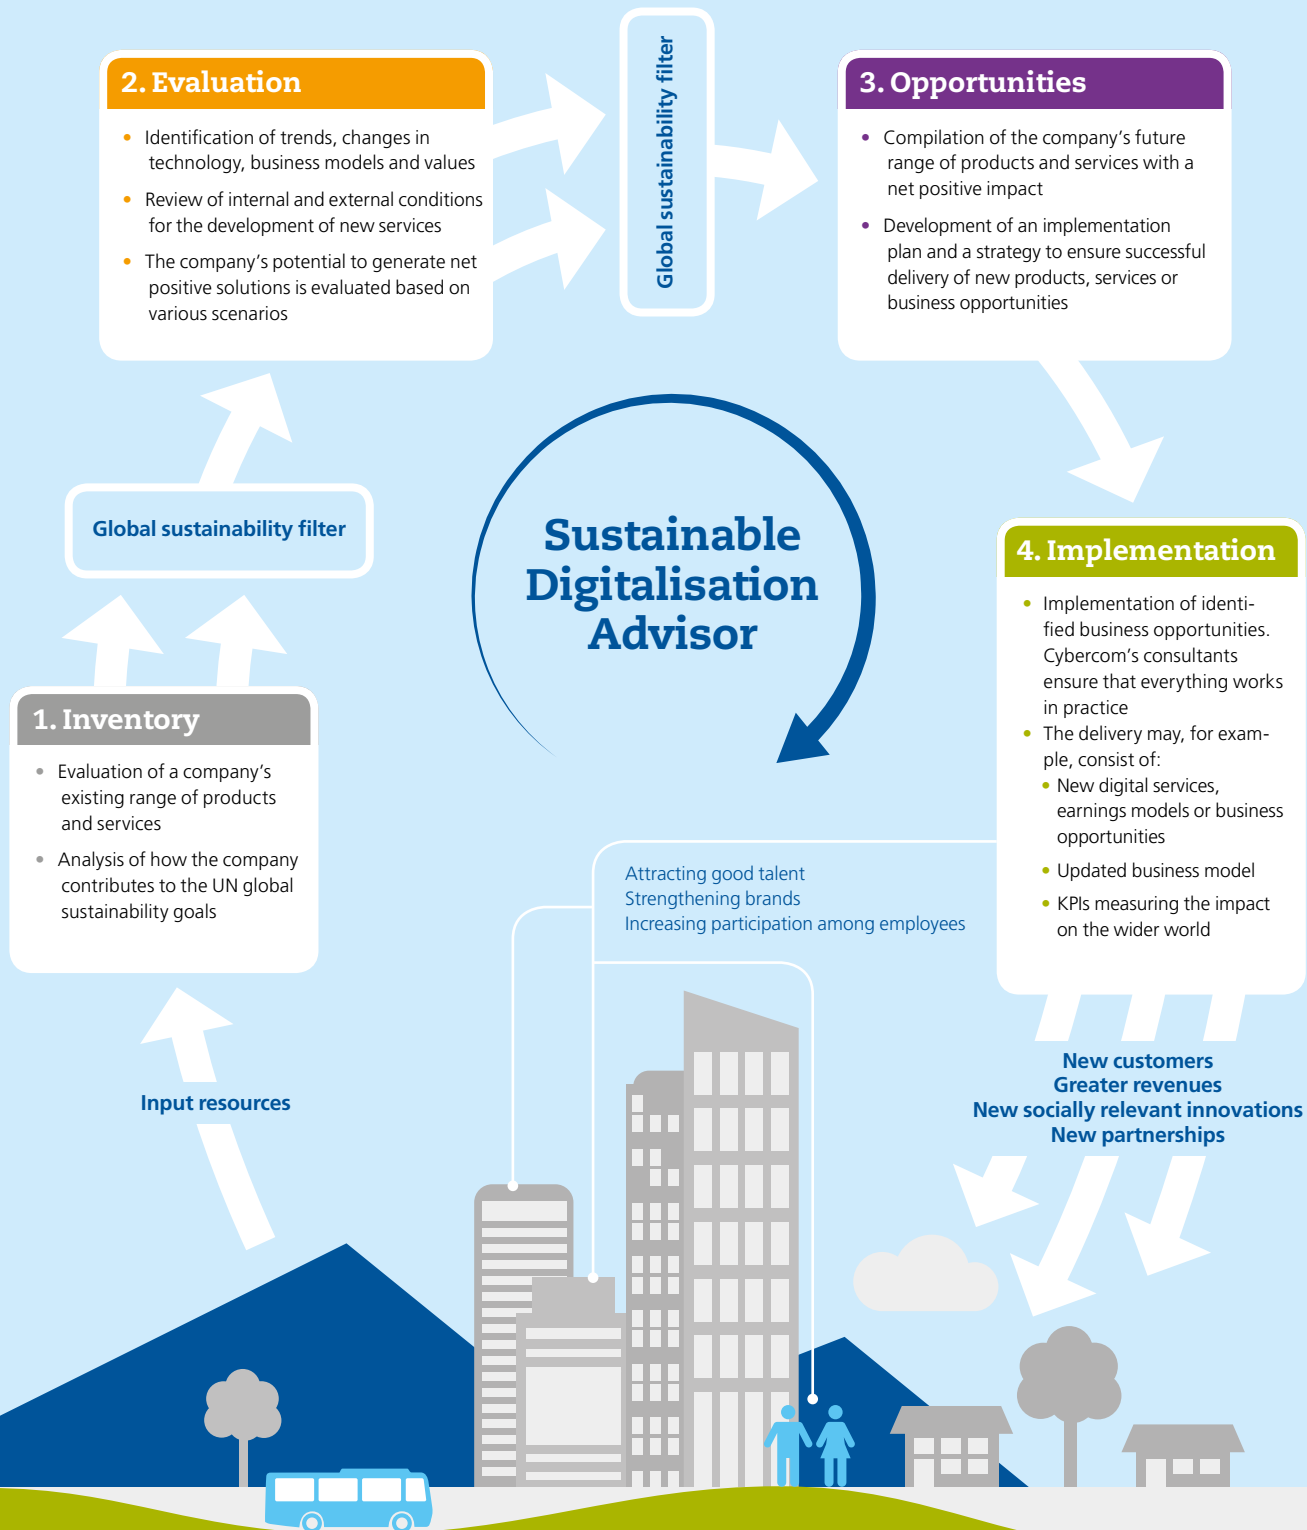 2. Evaluation
• Identification of trends, changes in
technology, business models and values
• Review of internal and external conditions
for the development of new services
• The company's potential to generate net
positive solutions is evaluated based on
various scenarios
Global sustainability filter
3. Opportunities
• Compilation of the company's future
range of products and services with a
net positive impact
• Development of an implementation
plan and a strategy to ensure successful
delivery of new products, services or
business opportunities
Global sustainability filter
Sustainable
Digitalisation
Advisor
4. Implementation
• Implementation of identi-
fied business opportunities.
Cybercom's consultants
ensure that everything works
in practice
• The delivery may, for exam-
ple, consist of:
• New digital services,
earnings models or business
opportunities
• Updated business model
• KPIs measuring the impact
on the wider world
1. Inventory
• Evaluation of a company's
existing range of products
and services
• Analysis of how the company
contributes to the UN global
sustainability goals
Attracting good talent
Strengthening brands
Increasing participation among employees
Input resources
New customers
Greater revenues
New socially relevant innovations
New partnerships